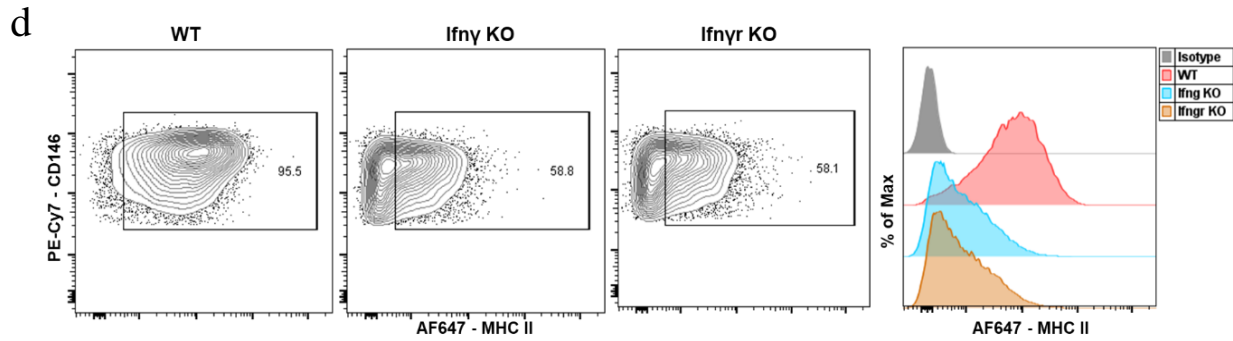 d
WT
Ifnγ KO
Ifnγr KO
PE-Cy7 - CD146
95.5
58.8
58.1
AF647 - MHC II
% of Max
Isotype
WT
Ifng KO
Ifngr KO
AF647 - MHC II